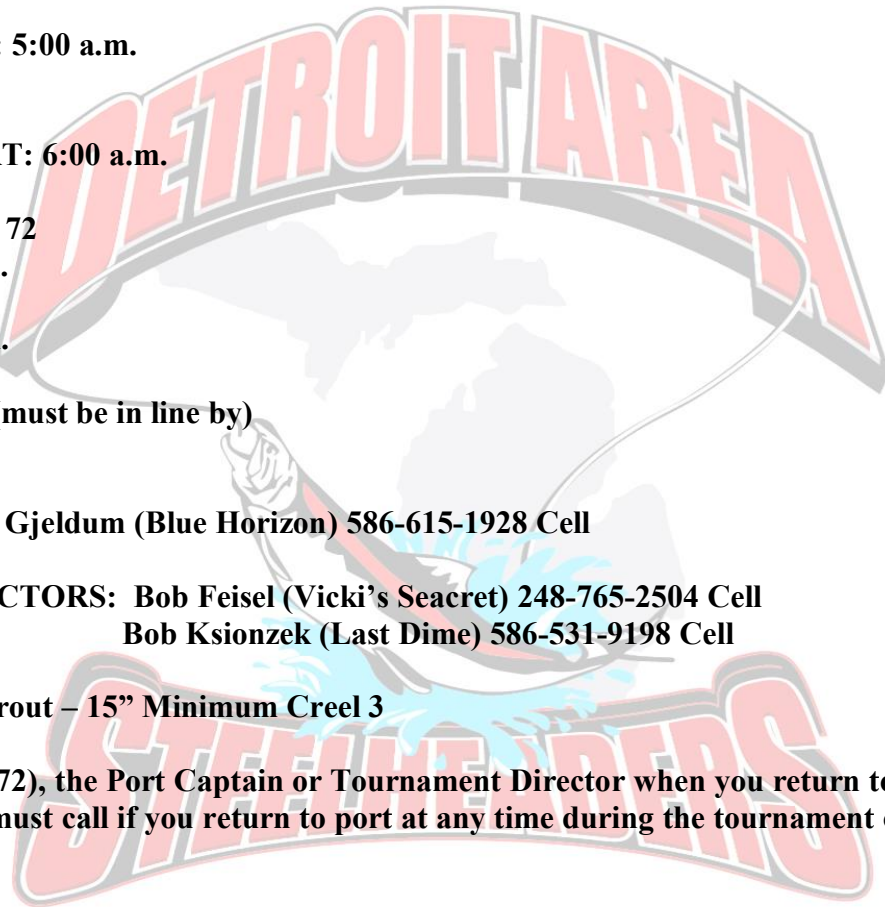 : 5:00 a.m.
DETROIT AREA
T: 6:00 a.m.
72
.
.
must be in line by)
Gjeldum (Blue Horizon) 586-615-1928 Cell
CTORS: Bob Feisel (Vicki’s Seacret) 248-765-2504 Cell
Bob Ksionzek (Last Dime) 586-531-9198 Cell
rout – 15” Minimum Creel 3
STEELHEADERS
72), the Port Captain or Tournament Director when you return to
must call if you return to port at any time during the tournament